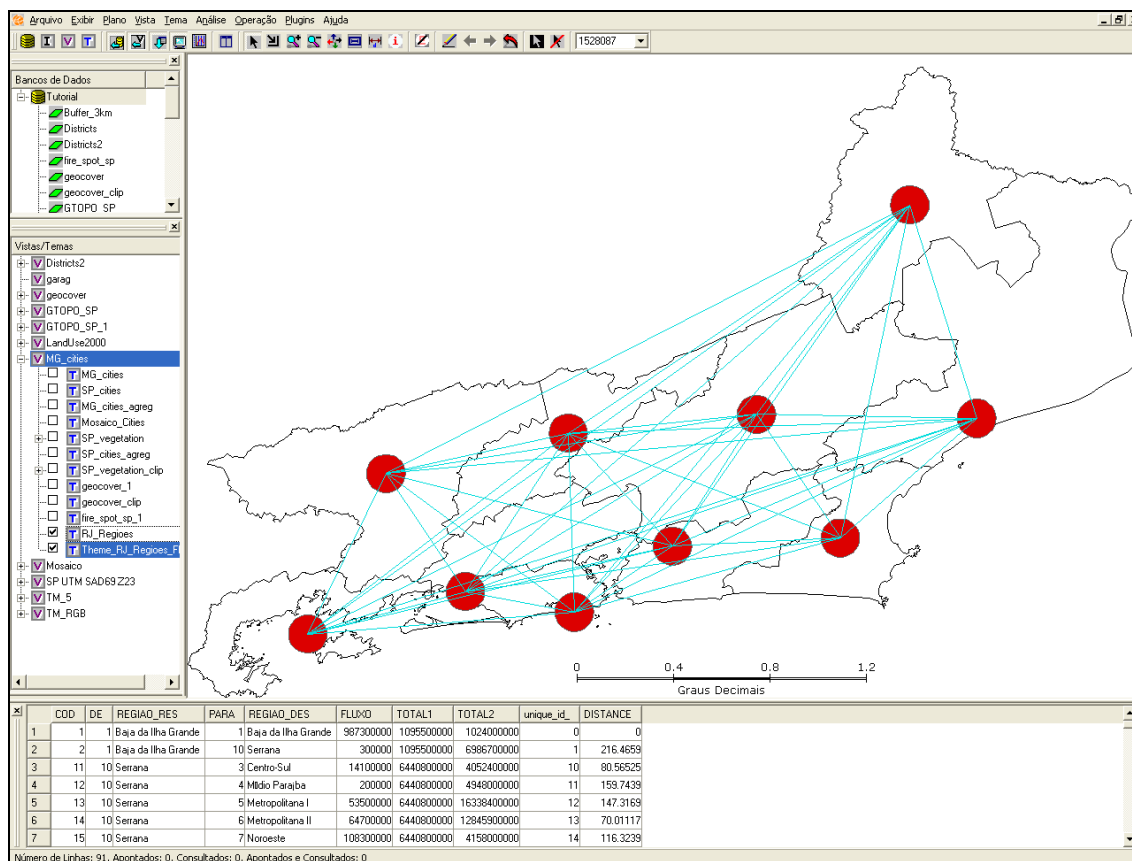 Arquivo Exibir Plano Vista Tema Análise Operação Plugins Ajuda
I V T 1528087
Bancos de Dados
Tutorial
Buffer_3km
Districts
Districts2
fire_spot_sp
geocover
geocover_clip
GTOPO_SP
Vistas/Temas
V Districts2
V garag
V geocover
V GTOPO_SP
V GTOPO_SP_1
V LandUse2000
V MG_cities
T MG_cities
T SP_cities
T MG_cities_agreg
T Mosaico_Cities
T SP_vegetation
T SP_cities_agreg
T SP_vegetation_clip
T geocover_1
T geocover_clip
T fire_spot_sp_1
T RJ_Regioes
T Theme_RJ_Regioes_Fl
V Mosaico
V SP UTM SAD69 Z23
V TM_5
V TM_RGB
0 0.4 0.8 1.2
Graus Decimais
COD DE REGIAO_RES PARA REGIAO_DES FLUXO TOTAL1 TOTAL2 unique_id_ DISTANCE
1 1 1 Baja da Ilha Grande 1 Baja da Ilha Grande 987300000 1095500000 1024000000 0 0
2 2 1 Baja da Ilha Grande 10 Serrana 300000 1095500000 6986700000 1 216.4659
3 11 10 Serrana 3 Centro-Sul 14100000 6440800000 4052400000 10 80.56525
4 12 10 Serrana 4 200000 6440800000 4948000000 11 159.7439
5 13 10 Serrana 5 Metropolitana I 53500000 6440800000 16338400000 12 147.3169
6 14 10 Serrana 6 Metropolitana II 64700000 6440800000 12845900000 13 70.01117
7 15 10 Serrana 7 Noroeste 108300000 6440800000 4158000000 14 116.3239
Número de Linhas: 91, Apontados: 0, Consultados: 0, Apontados e Consultados: 0